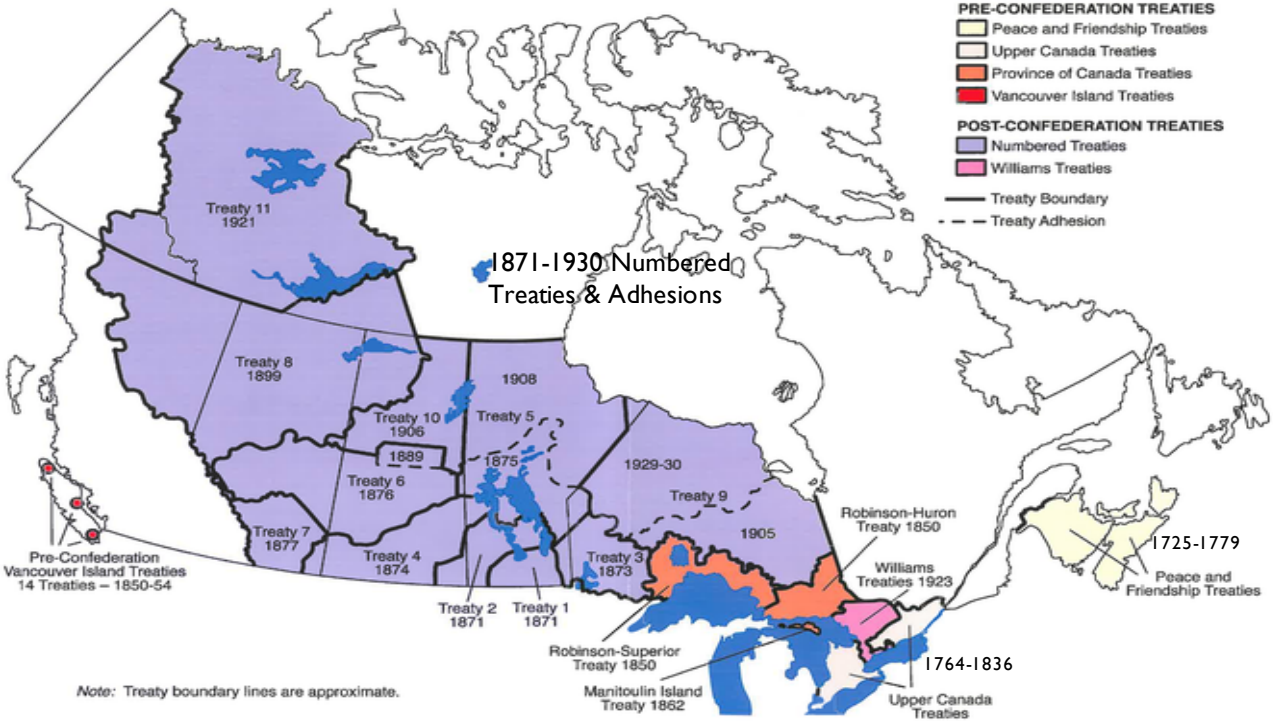 PRE-CONFEDERATION TREATIES
Peace and Friendship Treaties
Upper Canada Treaties
Province of Canada Treaties
Vancouver Island Treaties
POST-CONFEDERATION TREATIES
Numbered Treaties
Williams Treaties
Treaty Boundary
Treaty Adhesion
Treaty 11
1921
1871-1930 Numbered
Treaties & Adhesions
Treaty 8
1899
1908
Treaty 10
1906
Treaty 5
1889
1875
1929-30
Treaty 6
1876
Treaty 9
1905
Treaty 7
1877
Treaty 4
1874
Treaty 3
1873
Treaty 2
1871
Treaty 1
1871
Pre-Confederation
Vancouver Island Treaties
14 Treaties – 1850-54
Robinson-Huron
Treaty 1850
Williams
Treaties 1923
1725-1779
Peace and
Friendship Treaties
Robinson-Superior
Treaty 1850
Manitoulin Island
Treaty 1862
1764-1836
Upper Canada
Treaties
Note: Treaty boundary lines are approximate.